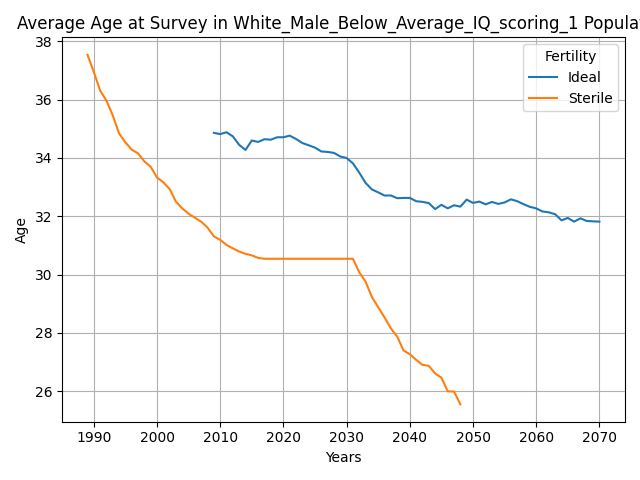 Average Age at Survey in White_Male_Below_Average_IQ_scoring_1 Popula
38
36
34
32
30
28
26
Age
Fertility
Ideal
Sterile
1990 2000 2010 2020 2030 2040 2050 2060 2070
Years